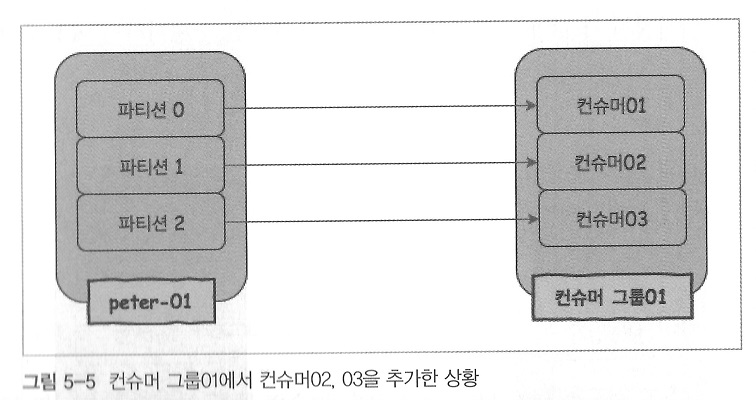 파티션 0
파티션 1
파티션 2
peter-01
컨슈머01
컨슈머02
컨슈머03
컨슈머 그룹01
그림 5-5 컨슈머 그룹01에서 컨슈머02, 03을 추가한 상황